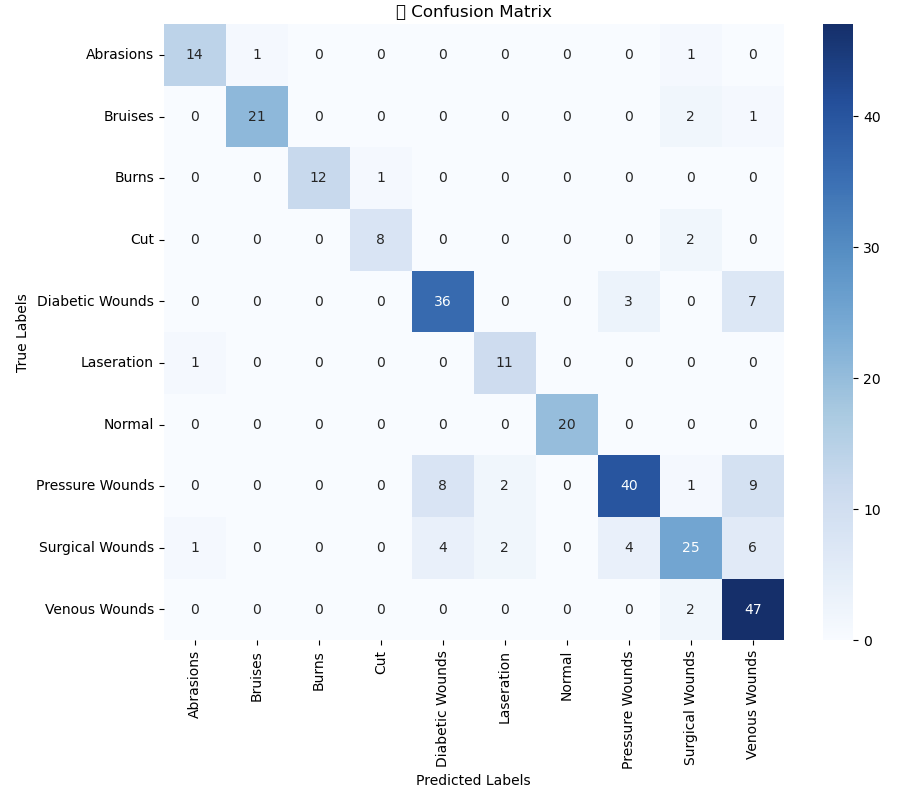 ▯ Confusion Matrix
Abrasions 14 1 0 0 0 0 0 0 1 0
Bruises 0 21 0 0 0 0 0 0 2 1
Burns 0 0 12 1 0 0 0 0 0 0
Cut 0 0 0 8 0 0 0 0 2 0
Diabetic Wounds 0 0 0 0 36 0 0 3 0 7
Laseration 1 0 0 0 0 11 0 0 0 0
Normal 0 0 0 0 0 0 20 0 0 0
Pressure Wounds 0 0 0 0 8 2 0 40 1 9
Surgical Wounds 1 0 0 0 4 2 0 4 25 6
Venous Wounds 0 0 0 0 0 0 0 0 2 47
True Labels
Abrasions
Bruises
Burns
Cut
Diabetic Wounds
Laseration
Normal
Pressure Wounds
Surgical Wounds
Venous Wounds
Predicted Labels
40
30
20
10
0